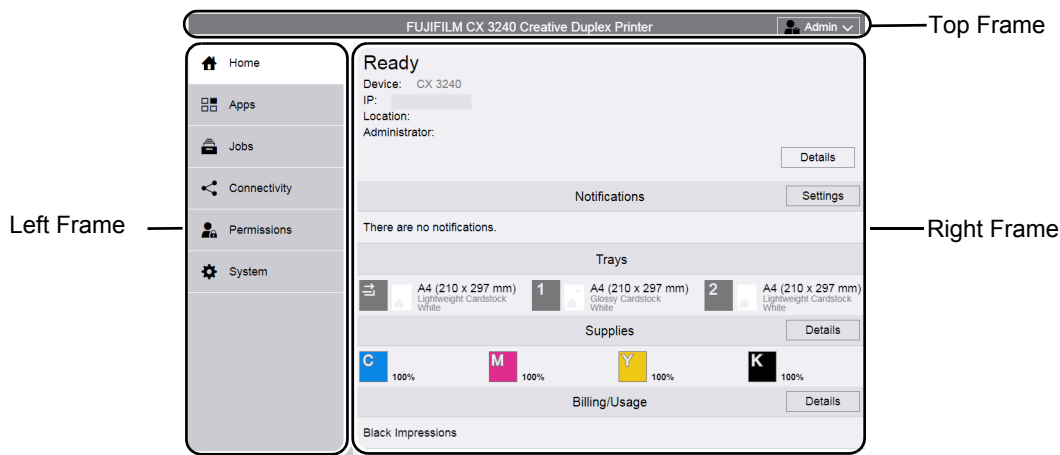 FUJIFILM CX 3240 Creative Duplex Printer
Admin
Top Frame
Home
Apps
Jobs
Connectivity
Permissions
System
Left Frame
Ready
Device: CX 3240
IP:
Location:
Administrator:
Details
Notifications
Settings
There are no notifications.
Right Frame
Trays
A4 (210 x 297 mm)
Lightweight Cardstock
White
1
A4 (210 x 297 mm)
Glossy Cardstock
White
2
A4 (210 x 297 mm)
Lightweight Cardstock
White
Supplies
Details
C 100%
M 100%
Y 100%
K 100%
Billing/Usage
Details
Black Impressions